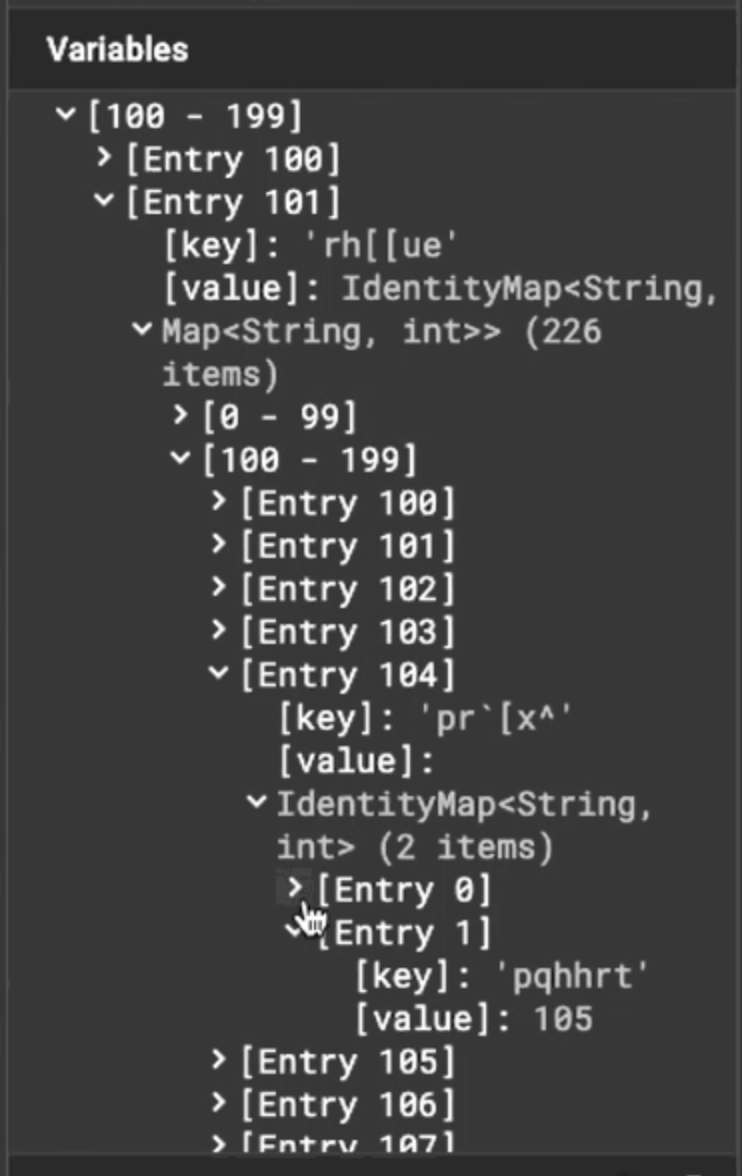 Variables
[100 - 199]
[Entry 100]
[Entry 101]
[key]: 'rh[[ue'
[value]: IdentityMap<String,
Map<String, int>> (226
items)
[0 - 99]
[100 - 199]
[Entry 100]
[Entry 101]
[Entry 102]
[Entry 103]
[Entry 104]
[key]: 'pr`[x^'
[value]:
IdentityMap<String,
int> (2 items)
[Entry 0]
[Entry 1]
[key]: 'pqhhrt'
[value]: 105
[Entry 105]
[Entry 106]
[Entry 107]